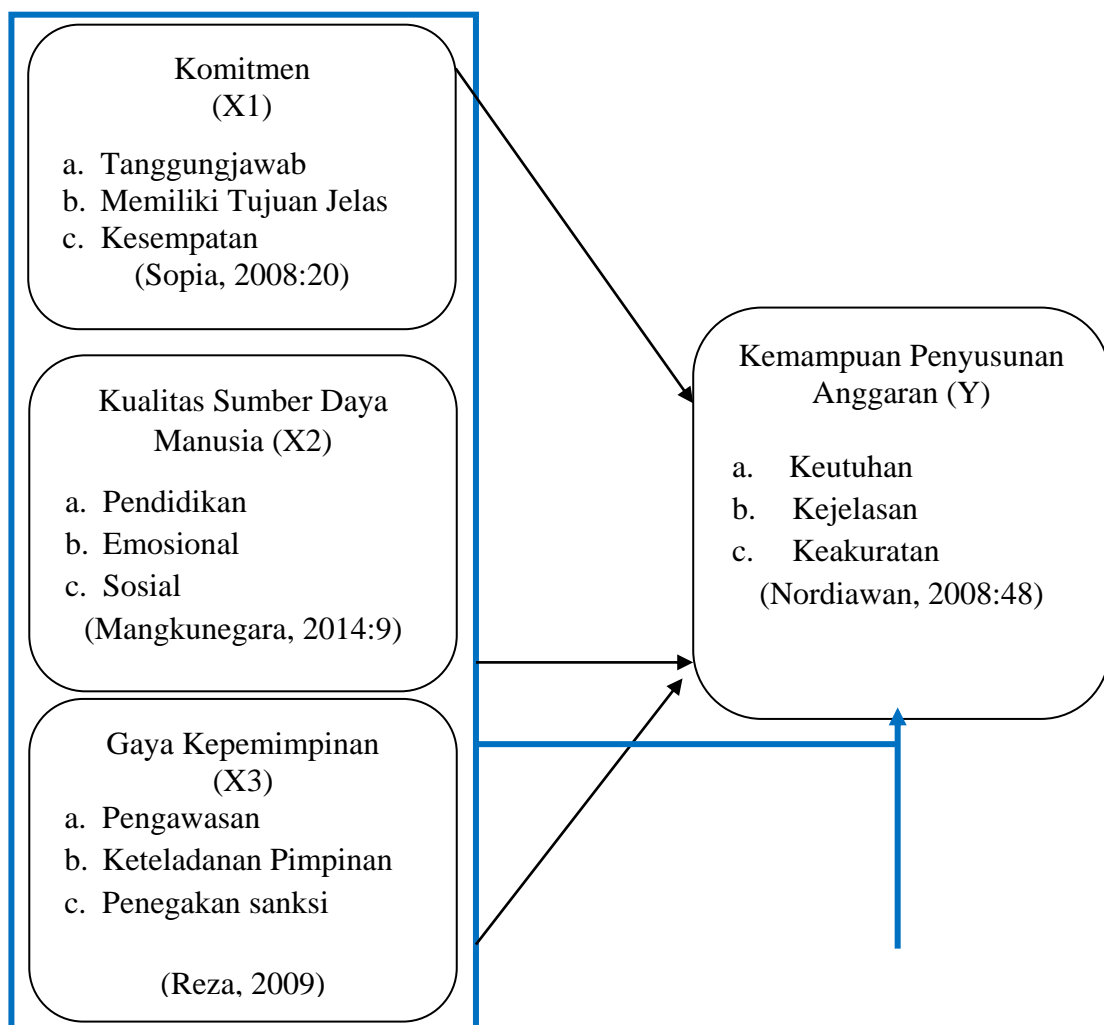 Komitmen
(X1)
a. Tanggungjawab
b. Memiliki Tujuan Jelas
c. Kesempatan
(Sopia, 2008:20)
Kualitas Sumber Daya
Manusia (X2)
a. Pendidikan
b. Emosional
c. Sosial
(Mangkunegara, 2014:9)
Gaya Kepemimpinan
(X3)
a. Pengawasan
b. Keteladanan Pimpinan
c. Penegakan sanksi
(Reza, 2009)
Kemampuan Penyusunan
Anggaran (Y)
a. Keutuhan
b. Kejelasan
c. Keakuratan
(Nordiawan, 2008:48)